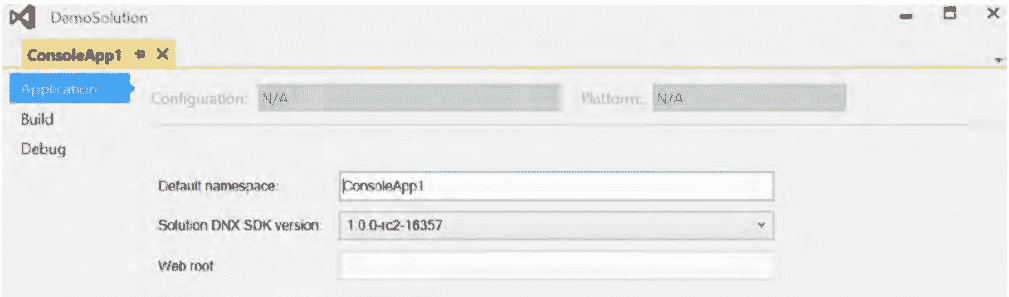 DemoSolution
ConsoleApp1
Application
Configuration: N/A Platform: N/A
Build
Debug
Default namespace: ConsoleApp1
Solution DNX SDK version: 1.0.0-rc2-16357
Web root